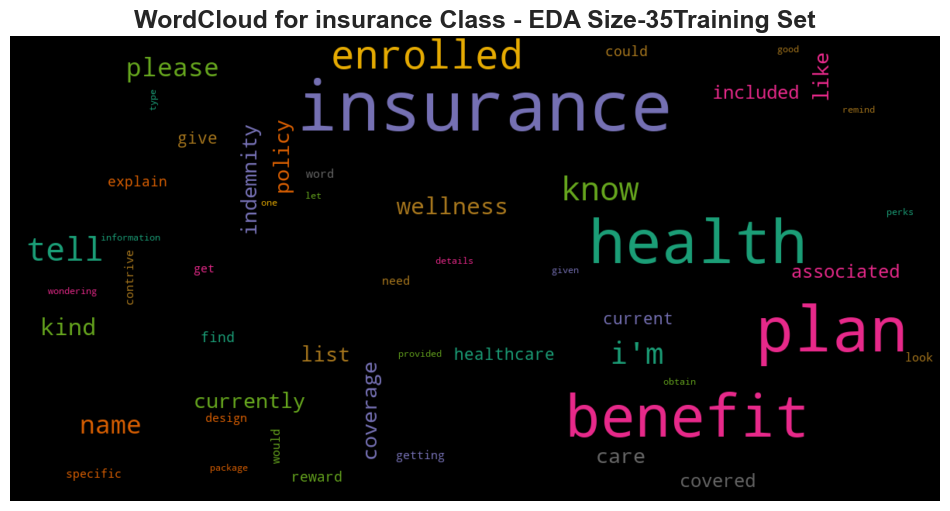 WordCloud for insurance Class - EDA Size-35Training Set
enrolled
could
good
please
like
type
insurance
included
remind
give
policy
indemnity
explain
word
let
one
know
wellness
perks
tell
information
health
contrive
get
details
given
associated
wondering
need
kind
current
plan
find
list
provided
healthcare
i'm
look
coverage
obtain
currently
benefit
name
design
would
getting
care
specific
package
reward
covered